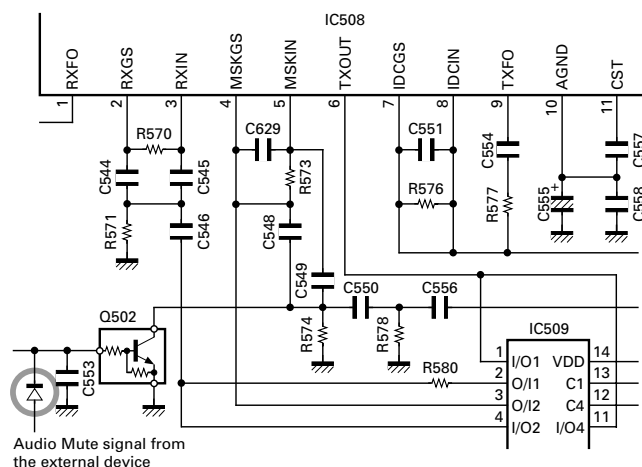 IC508
RXFO
RXGS
RXIN
MSKGS
MSKIN
TXOUT
IDCGS
IDCIN
TXFO
AGND
CST
1
2
3
4
5
6
7
8
9
10
11
R570
C629
C551
C554
C557
C544
C545
R573
R576
R577
C555
+
C558
R571
C546
C548
C549
C550
C556
Q502
R574
R578
IC509
C553
R580
1
I/O1
VDD
14
2
O/I1
C1
13
3
O/I2
C4
12
4
I/O2
I/O4
11
Audio Mute signal from
the external device